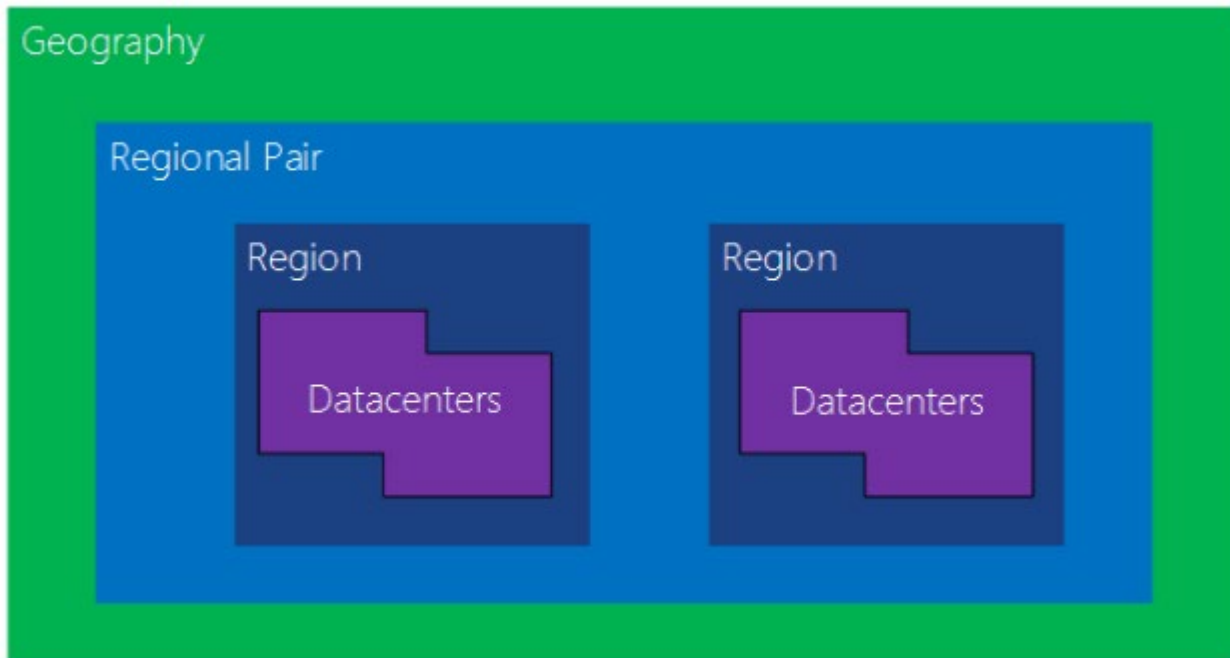 Geography
Regional Pair
Region
Region
Datacenters
Datacenters